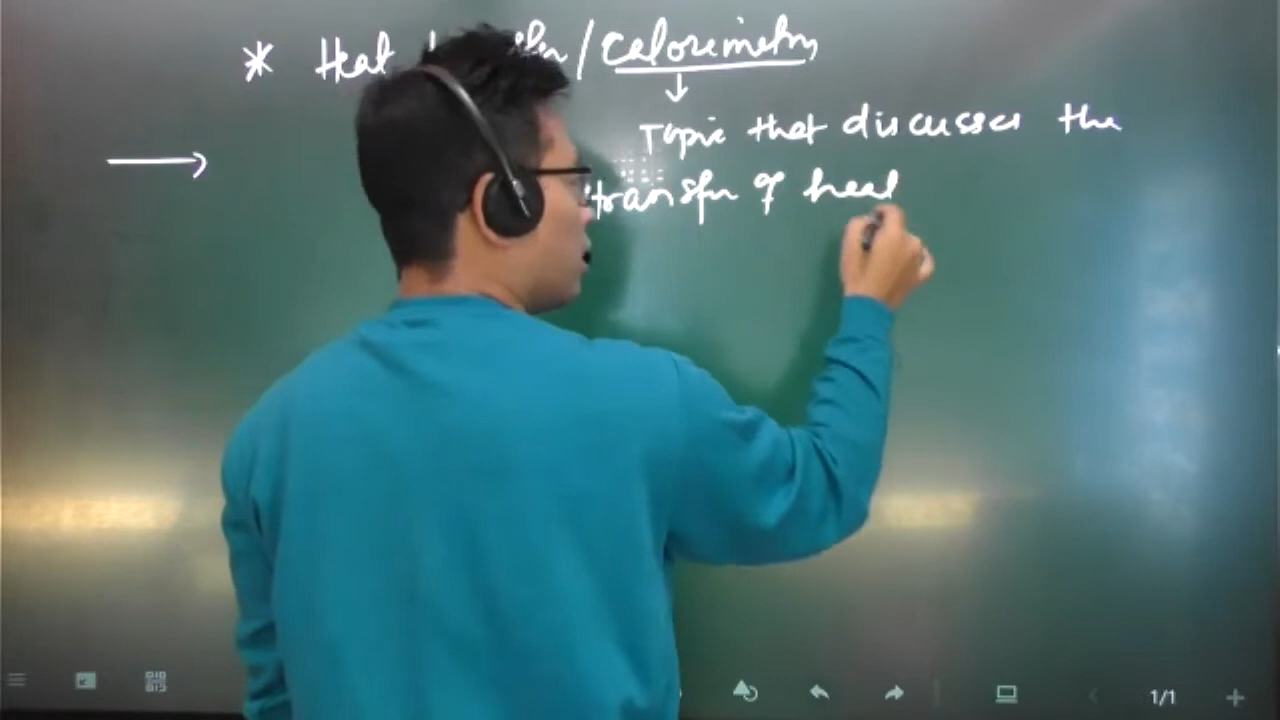 * Heat / Calorimetry
Topic that discusses the
transfer of heat
1/1